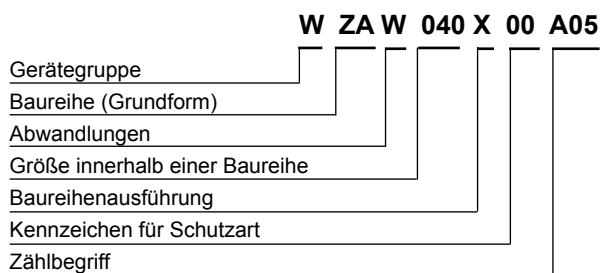 W ZA W 040 X 00 A05
Gerätegruppe
Baureihe (Grundform)
Abwandlungen
Größe innerhalb einer Baureihe
Baureihenausführung
Kennzeichen für Schutzart
Zählbegriff